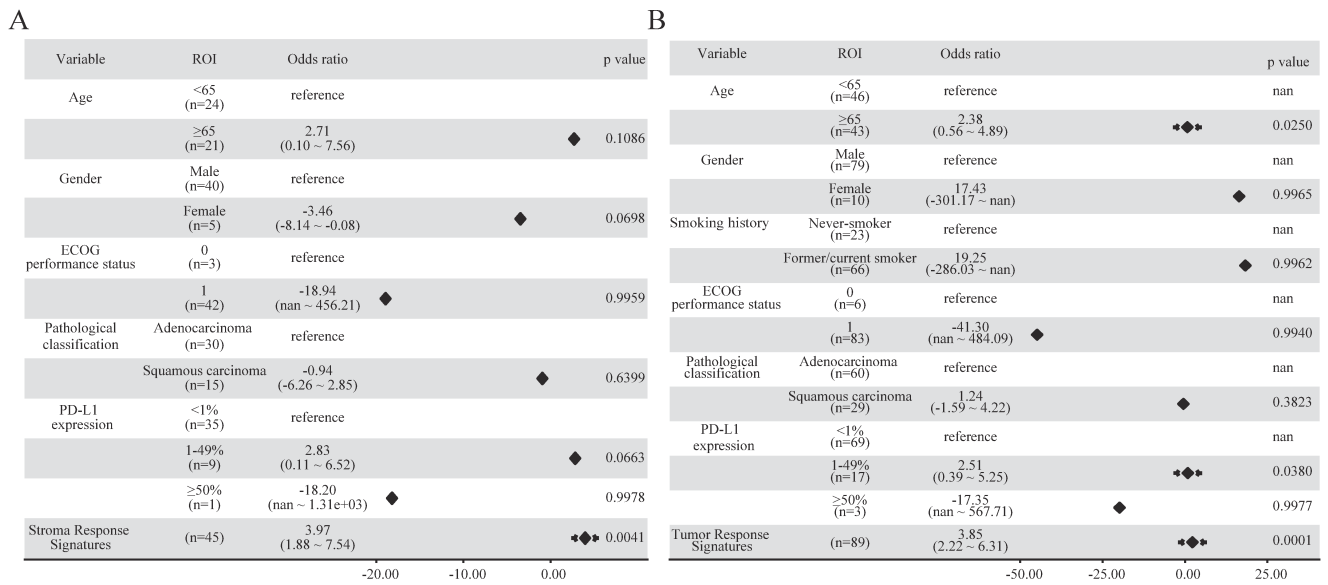 A
Variable ROI Odds ratio p value
Age <65 (n=24) reference
≥65 (n=21) 2.71 (0.10 ~ 7.56) 0.1086
Gender Male (n=40) reference
Female (n=5) -3.46 (-8.14 ~ -0.08) 0.0698
ECOG performance status 0 (n=3) reference
1 (n=42) -18.94 (nan ~ 456.21) 0.9959
Pathological classification Adenocarcinoma (n=30) reference
Squamous carcinoma (n=15) -0.94 (-6.26 ~ 2.85) 0.6399
PD-L1 expression <1% (n=35) reference
1-49% (n=9) 2.83 (0.11 ~ 6.52) 0.0663
≥50% (n=1) -18.20 (nan ~ 1.31e+03) 0.9978
Stroma Response Signatures (n=45) 3.97 (1.88 ~ 7.54) 0.0041
-20.00 -10.00 0.00
B
Variable ROI Odds ratio p value
Age <65 (n=46) reference nan
≥65 (n=43) 2.38 (0.56 ~ 4.89) 0.0250
Gender Male (n=79) reference nan
Female (n=10) 17.43 (-301.17 ~ nan) 0.9965
Smoking history Never-smoker (n=23) reference nan
Former/current smoker (n=66) 19.25 (-286.03 ~ nan) 0.9962
ECOG performance status 0 (n=6) reference nan
1 (n=83) -41.30 (nan ~ 484.09) 0.9940
Pathological classification Adenocarcinoma (n=60) reference nan
Squamous carcinoma (n=29) 1.24 (-1.59 ~ 4.22) 0.3823
PD-L1 expression <1% (n=69) reference nan
1-49% (n=17) 2.51 (0.39 ~ 5.25) 0.0380
≥50% (n=3) -17.35 (nan ~ 567.71) 0.9977
Tumor Response Signatures (n=89) 3.85 (2.22 ~ 6.31) 0.0001
-50.00 -25.00 0.00 25.00